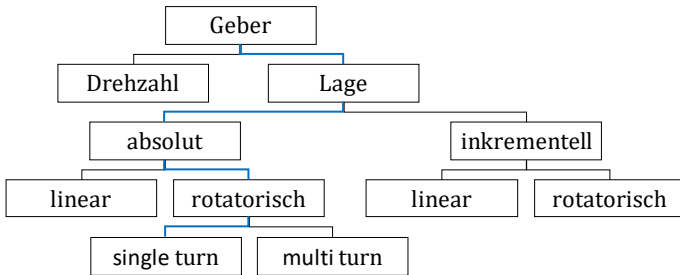 Geber
Drehzahl
Lage
absolut
inkrementell
linear
rotatorisch
linear
rotatorisch
single turn
multi turn